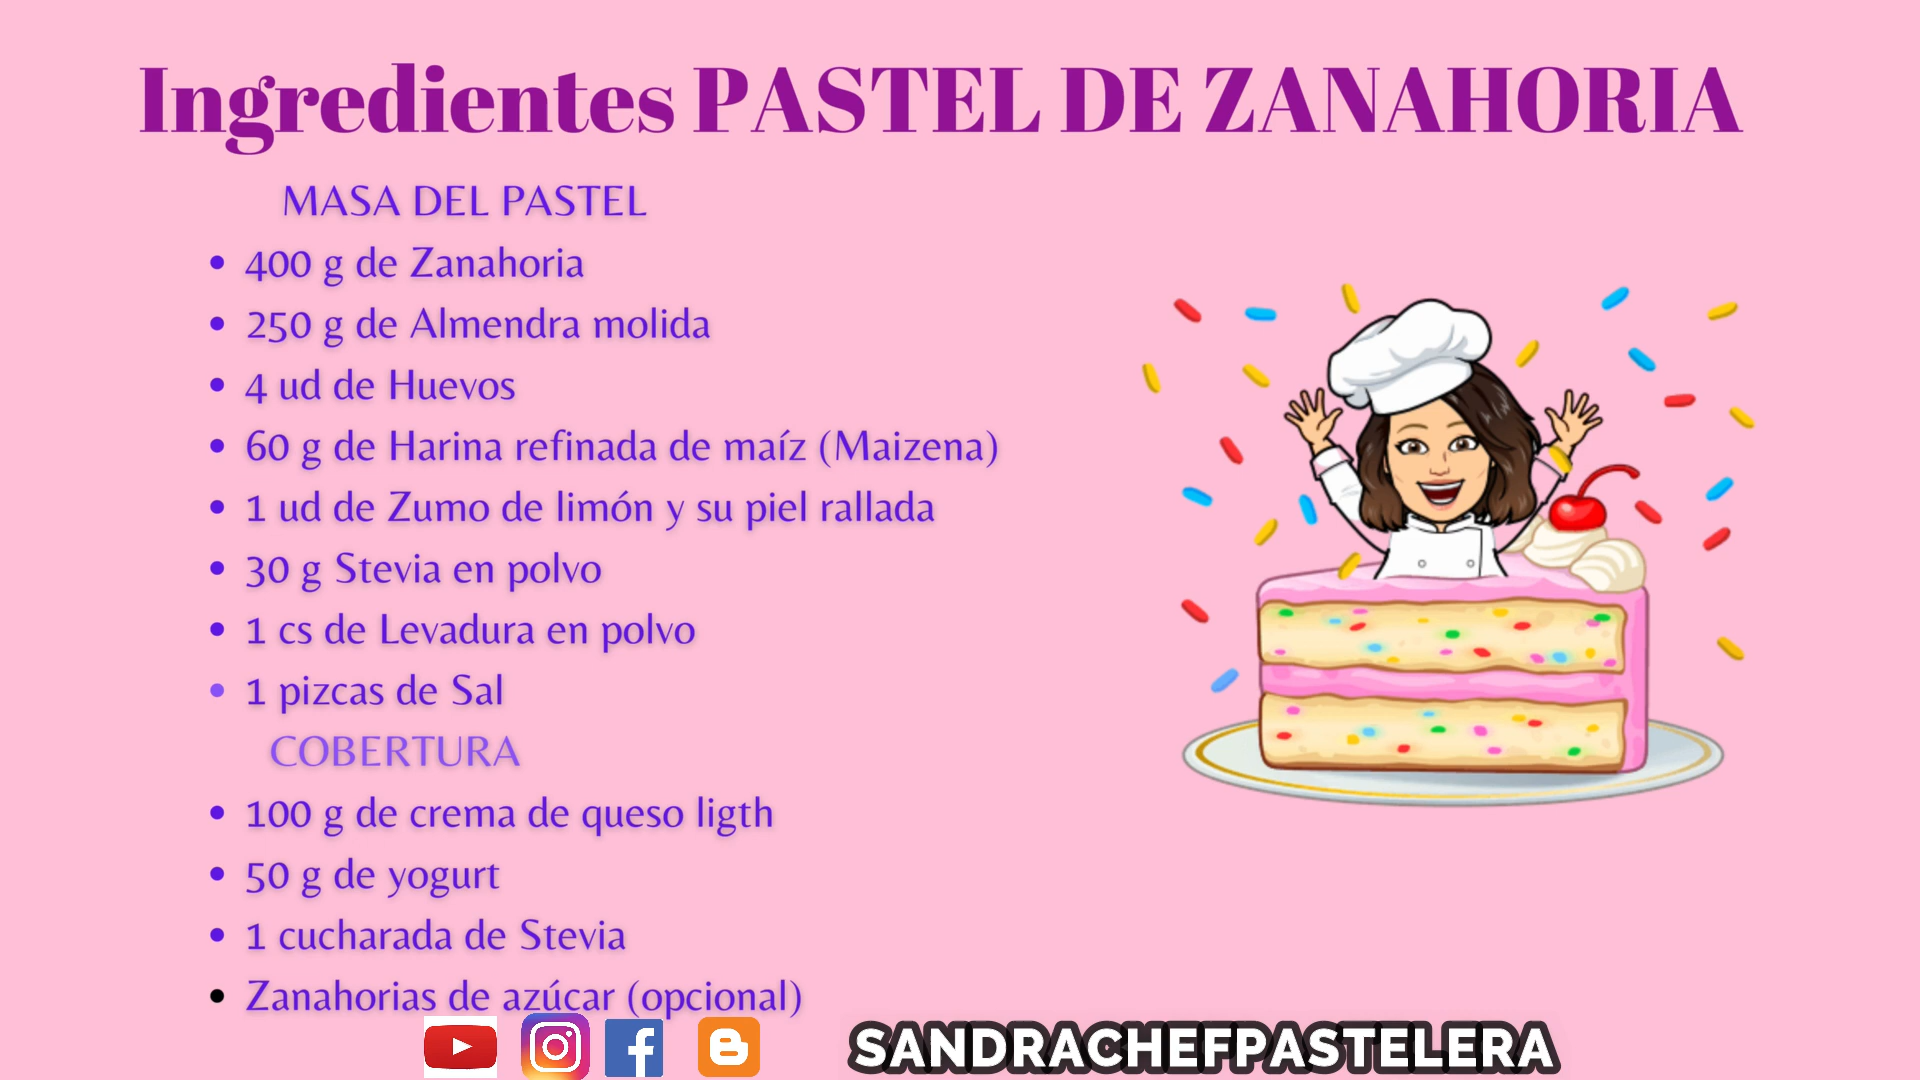 Ingredientes PASTEL DE ZANAHORIA
MASA DEL PASTEL
• 400 g de Zanahoria
• 250 g de Almendra molida
• 4 ud de Huevos
• 60 g de Harina refinada de maíz (Maizena)
• 1 ud de Zumo de limón y su piel rallada
• 30 g Stevia en polvo
• 1 cs de Levadura en polvo
• 1 pizcas de Sal
COBERTURA
• 100 g de crema de queso ligth
• 50 g de yogurt
• 1 cucharada de Stevia
• Zanahorias de azúcar (opcional)
SANDRACHEFPASTELERA